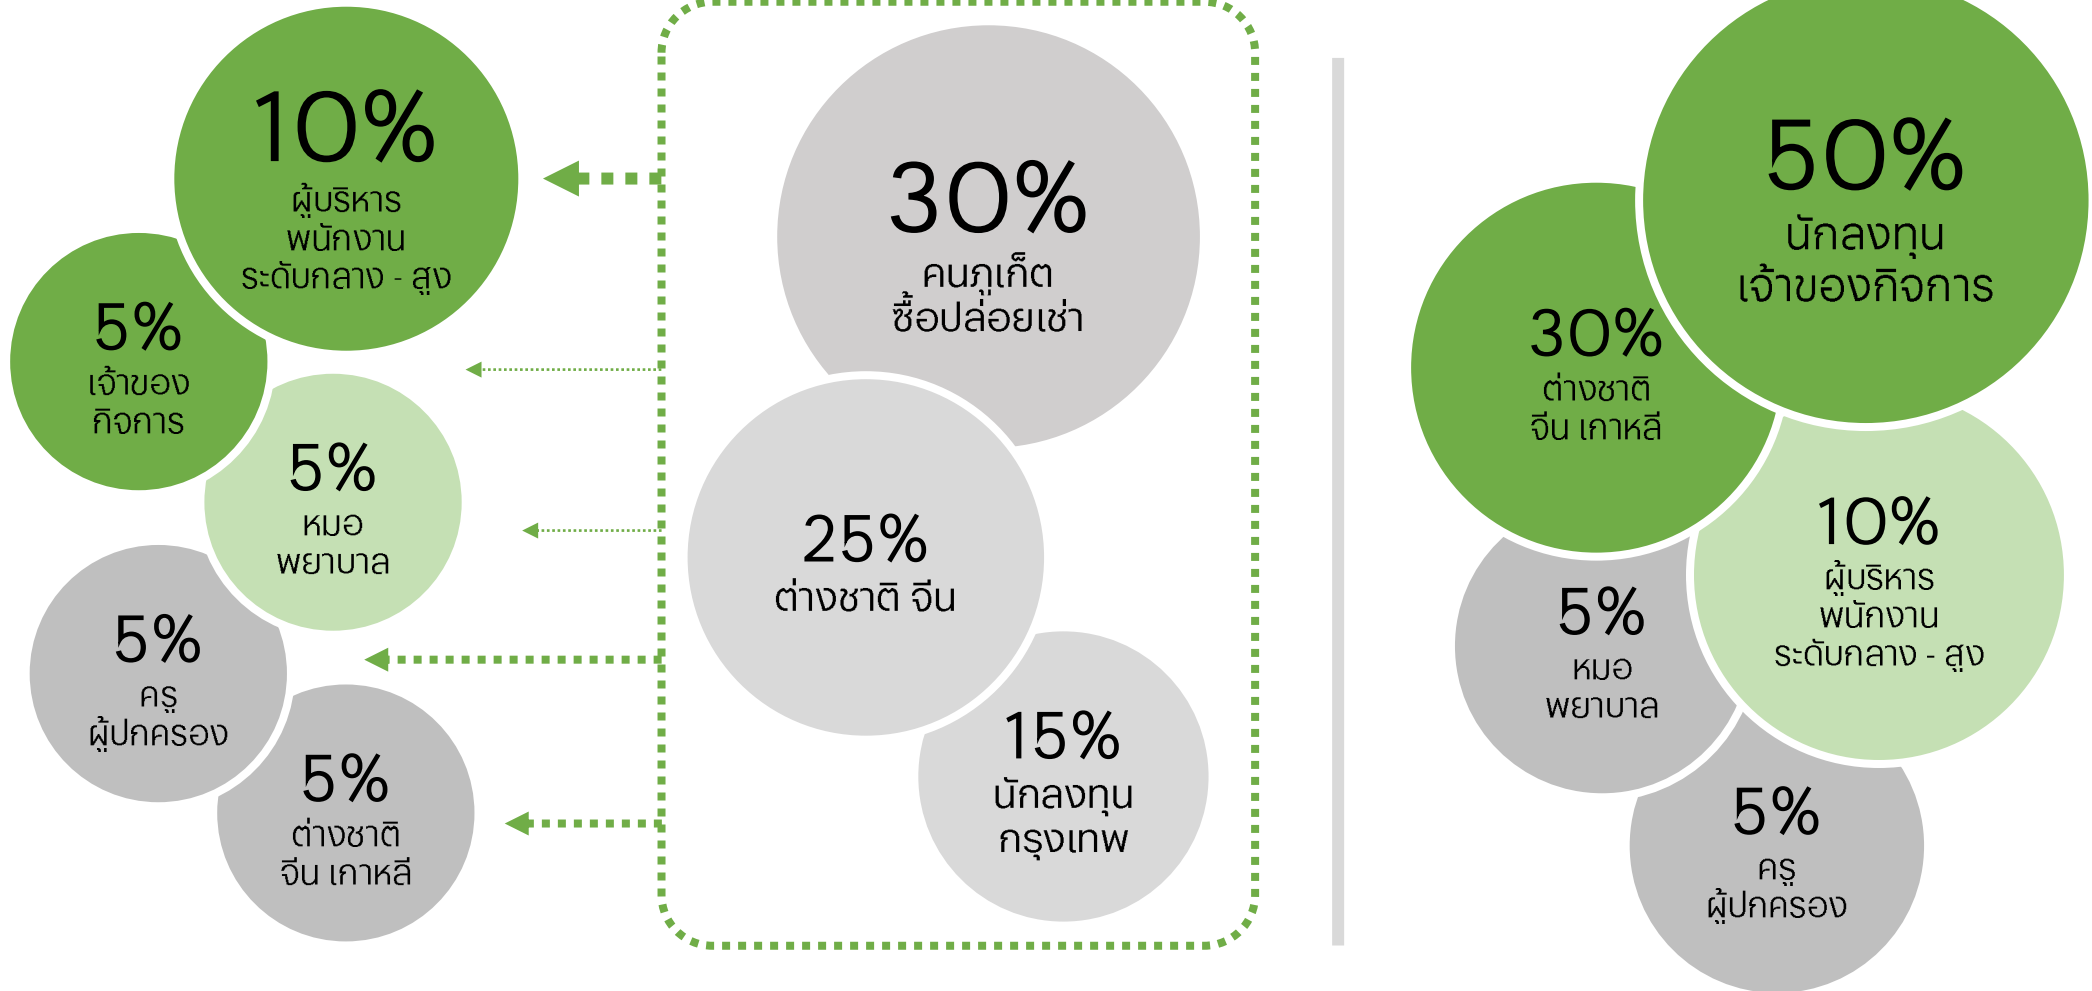 10%
ผู้บริหาร
พนักงาน
ระดับกลาง - สูง
5%
เจ้าของ
กิจการ
5%
หมอ
พยาบาล
5%
ครู
ผู้ปกครอง
5%
ต่างชาติ
จีน เกาหลี
30%
คนภูเก็ต
ซื้อปล่อยเช่า
25%
ต่างชาติ จีน
15%
นักลงทุน
กรุงเทพ
50%
นักลงทุน
เจ้าของกิจการ
30%
ต่างชาติ
จีน เกาหลี
10%
ผู้บริหาร
พนักงาน
ระดับกลาง - สูง
5%
หมอ
พยาบาล
5%
ครู
ผู้ปกครอง